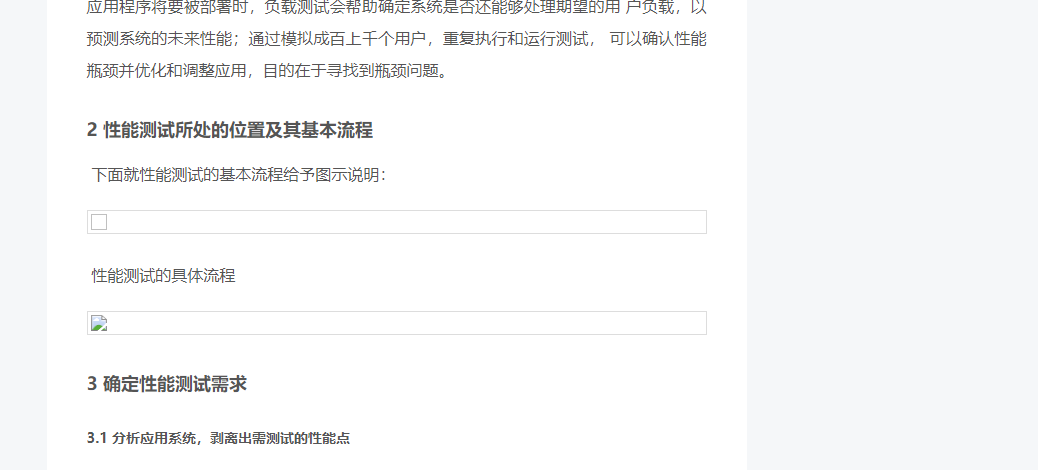 应用程序将要被部署时，负载测试会帮助确定系统是否还能够处理期望的用 户负载，以
预测系统的未来性能；通过模拟成百上千个用户，重复执行和运行测试， 可以确认性能
瓶颈并优化和调整应用，目的在于寻找到瓶颈问题。
2 性能测试所处的位置及其基本流程
下面就性能测试的基本流程给予图示说明：
性能测试的具体流程
3 确定性能测试需求
3.1 分析应用系统，剥离出需测试的性能点